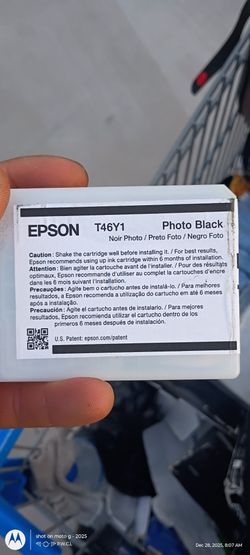 EPSON T46Y1 Photo Black
Noir Photo / Preto Foto / Negro Foto
Caution : Shake the cartridge well before installing it. / For best results,
Epson recommends using up ink cartridge within 6 months of installation.
Attention : Bien agiter la cartouche avant de l'installer. / Pour des résultats
optimaux, Epson recommande d'utiliser au complet la cartouches d'encre
dans les 6 mois suivant l'installation.
Precauções : Agite bem o cartucho antes de instalá-lo. / Para melhores
resultados, a Epson recomenda a utilização do cartucho em até 6 meses
após a instalação.
Precauciones : Agite el cartucho antes de instalarlo. / Para mejores
resultados, Epson recomienda utilizar el cartucho dentro de los
primeros 6 meses después de instalación.
U.S. Patent: epson.com/patent
shot on moto g - 2025
Dec 28, 2025, 8:07 AM